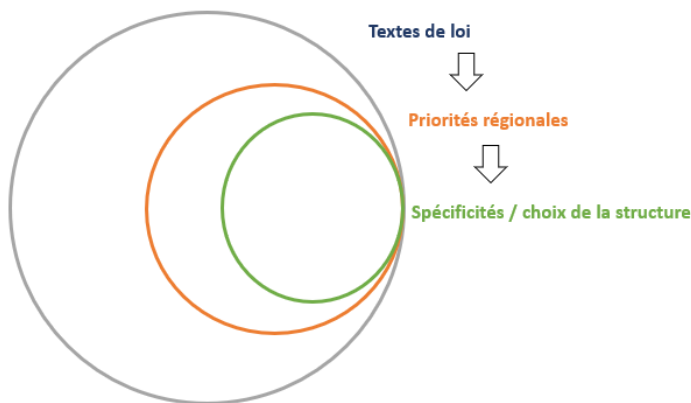 Textes de loi
Priorités régionales
Spécificités / choix de la structure